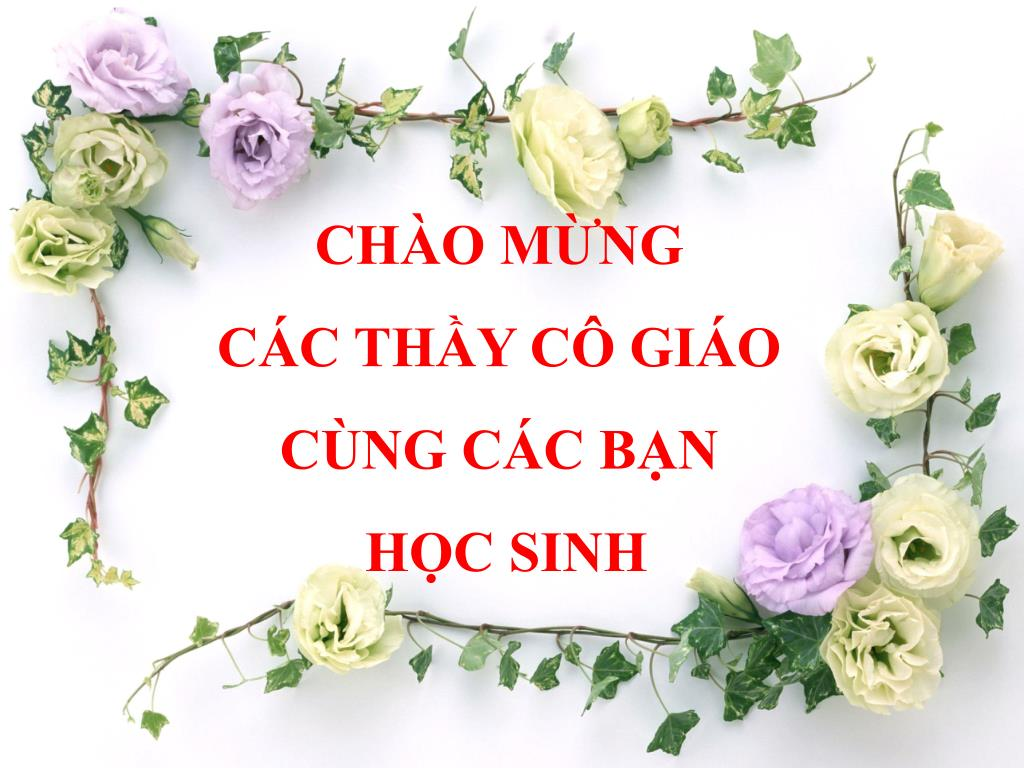 CHÀO MỪNG
CÁC THẦY CÔ GIÁO
CÙNG CÁC BẠN
HỌC SINH